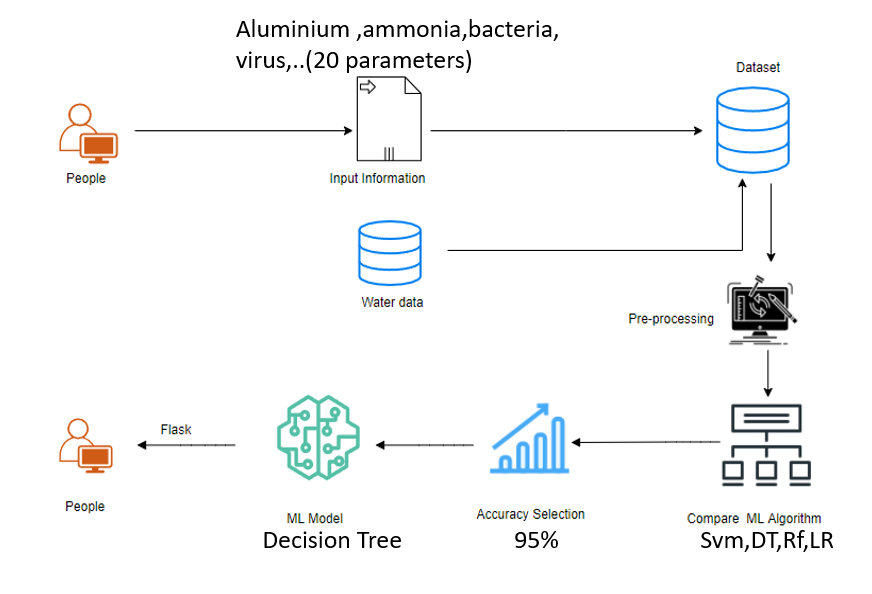 Aluminium ,ammonia,bacteria,
virus,..(20 parameters)
Dataset
People
Input Information
Water data
Pre-processing
Flask
People
ML Model
Decision Tree
Accuracy Selection
95%
Compare ML Algorithm
Svm,DT,Rf,LR